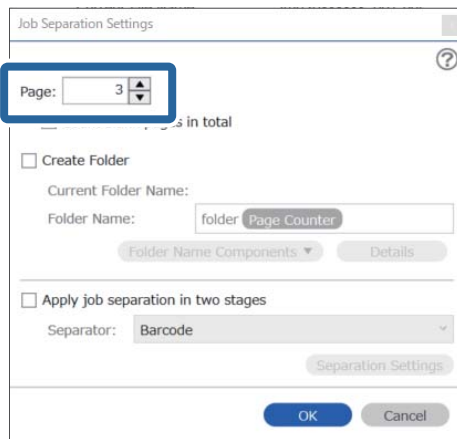 Job Separation Settings
?
Page: 3
in total
Create Folder
Current Folder Name:
Folder Name: folder Page Counter
Folder Name Components ▼ Details
Apply job separation in two stages
Separator: Barcode
Separation Settings
OK Cancel